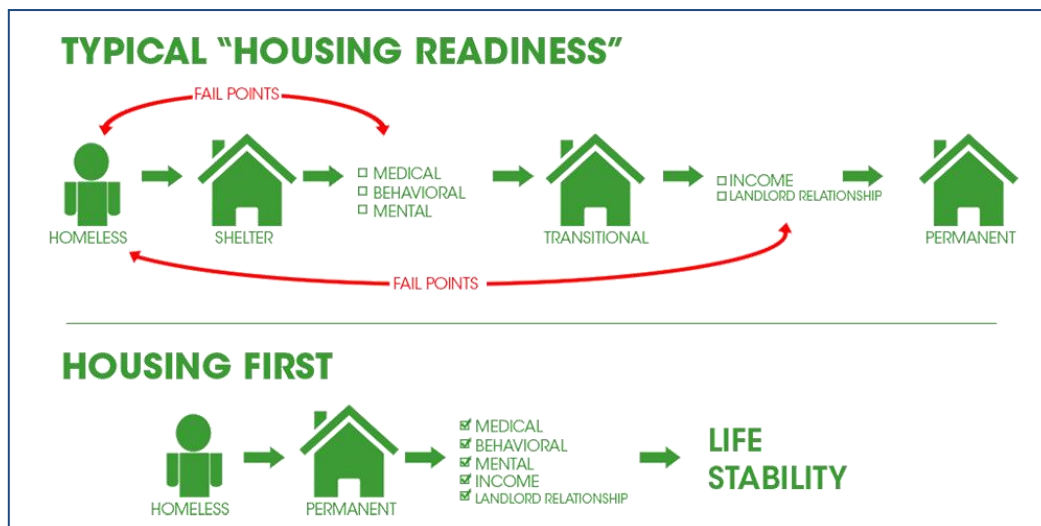 TYPICAL “HOUSING READINESS”
FAIL POINTS
HOMELESS
SHELTER
☐ MEDICAL
☐ BEHAVIORAL
☐ MENTAL
TRANSITIONAL
☐ INCOME
☐ LANDLORD RELATIONSHIP
PERMANENT
FAIL POINTS
HOUSING FIRST
HOMELESS
PERMANENT
☑ MEDICAL
☑ BEHAVIORAL
☑ MENTAL
☑ INCOME
☑ LANDLORD RELATIONSHIP
LIFE
STABILITY